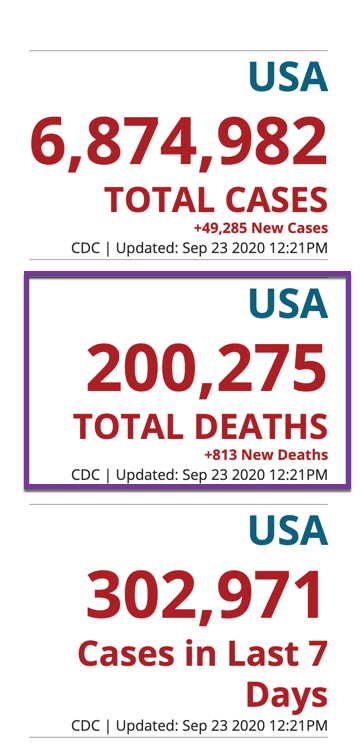 USA
6,874,982
TOTAL CASES
+49,285 New Cases
CDC | Updated: Sep 23 2020 12:21PM
USA
200,275
TOTAL DEATHS
+813 New Deaths
CDC | Updated: Sep 23 2020 12:21PM
USA
302,971
Cases in Last 7
Days
CDC | Updated: Sep 23 2020 12:21PM